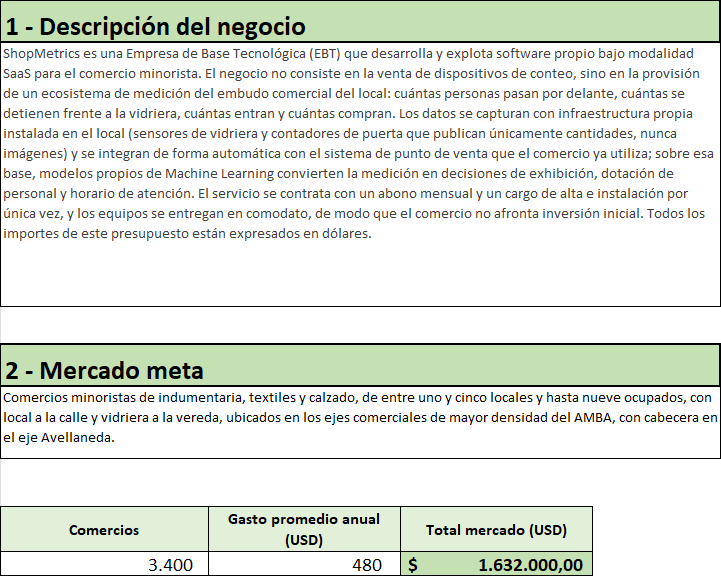 1 - Descripción del negocio
ShopMetrics es una Empresa de Base Tecnológica (EBT) que desarrolla y explota software propio bajo modalidad
SaaS para el comercio minorista. El negocio no consiste en la venta de dispositivos de conteo, sino en la provisión
de un ecosistema de medición del embudo comercial del local: cuántas personas pasan por delante, cuántas se
detienen frente a la vidriera, cuántas entran y cuántas compran. Los datos se capturan con infraestructura propia
instalada en el local (sensores de vidriera y contadores de puerta que publican únicamente cantidades, nunca
imágenes) y se integran de forma automática con el sistema de punto de venta que el comercio ya utiliza; sobre esa
base, modelos propios de Machine Learning convierten la medición en decisiones de exhibición, dotación de
personal y horario de atención. El servicio se contrata con un abono mensual y un cargo de alta e instalación por
única vez, y los equipos se entregan en comodato, de modo que el comercio no afronta inversión inicial. Todos los
importes de este presupuesto están expresados en dólares.
2 - Mercado meta
Comercios minoristas de indumentaria, textiles y calzado, de entre uno y cinco locales y hasta nueve ocupados, con
local a la calle y vidriera a la vereda, ubicados en los ejes comerciales de mayor densidad del AMBA, con cabecera en
el eje Avellaneda.
Comercios
Gasto promedio anual
(USD)
Total mercado (USD)
3.400
480
$ 1.632.000,00